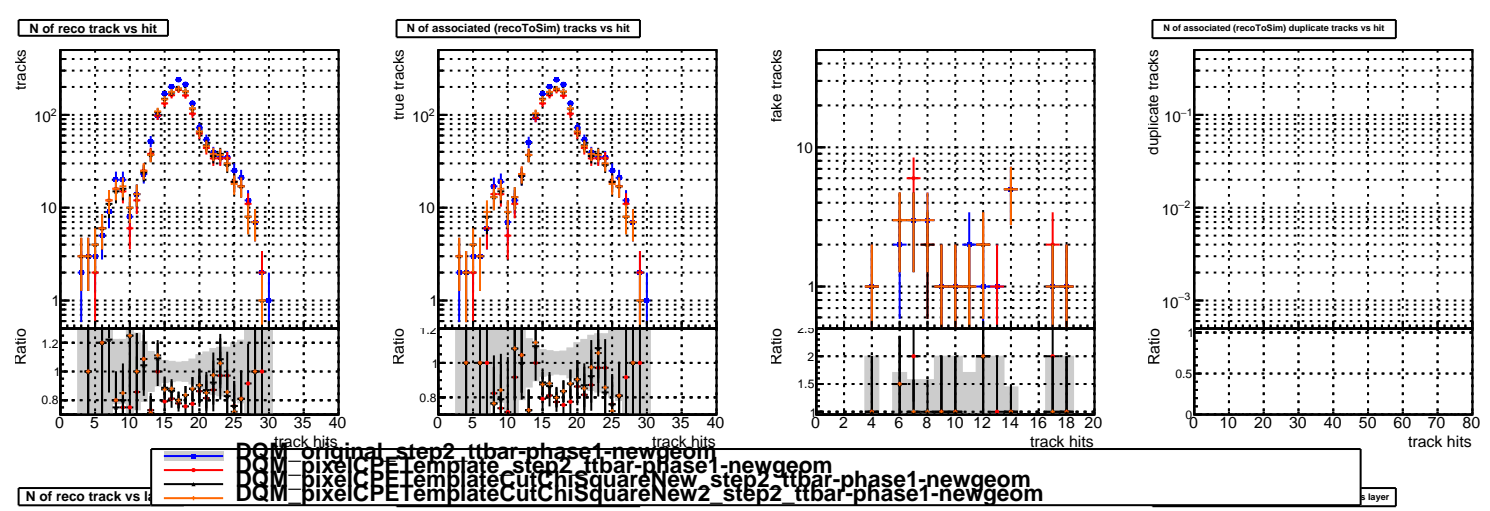 N of reco track vs hit
N of associated (recoToSim) tracks vs hit
N of associated (recoToSim) duplicate tracks vs hit
tracks
10²
10
1
Ratio
1.2
1
0.8
0 5 10 15 20 25 30 35 40
track hits
true tracks
10²
10
1
Ratio
1.2
1
0.8
0 5 10 15 20 25 30 35 40
track hits
fake tracks
10
1
Ratio
2.5
2
1.5
1
0 2 4 6 8 10 12 14 16 18 20
track hits
duplicate tracks
10⁻¹
10⁻²
10⁻³
Ratio
1
0.5
0
0 10 20 30 40 50 60 70 80
track hits
DQM_original_step2_ttbar-phase1-newgeom
DQM_pixelCPETemplate_step2_ttbar-phase1-newgeom
DQM_pixelCPETemplateCutChiSquareNew_step2_ttbar-phase1-newgeom
DQM_pixelCPETemplateCutChiSquareNew2_step2_ttbar-phase1-newgeom
N of reco track vs
layer